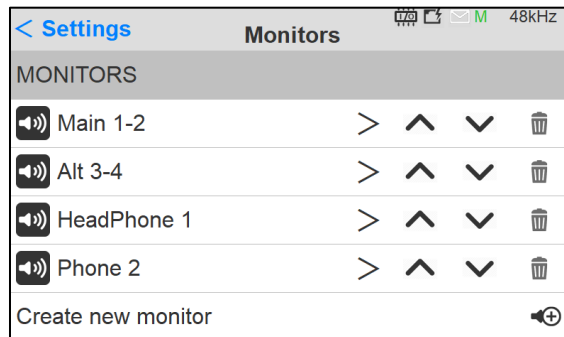 < Settings
Monitors
I/O
M
48kHz
MONITORS
Main 1-2
Alt 3-4
HeadPhone 1
Phone 2
Create new monitor